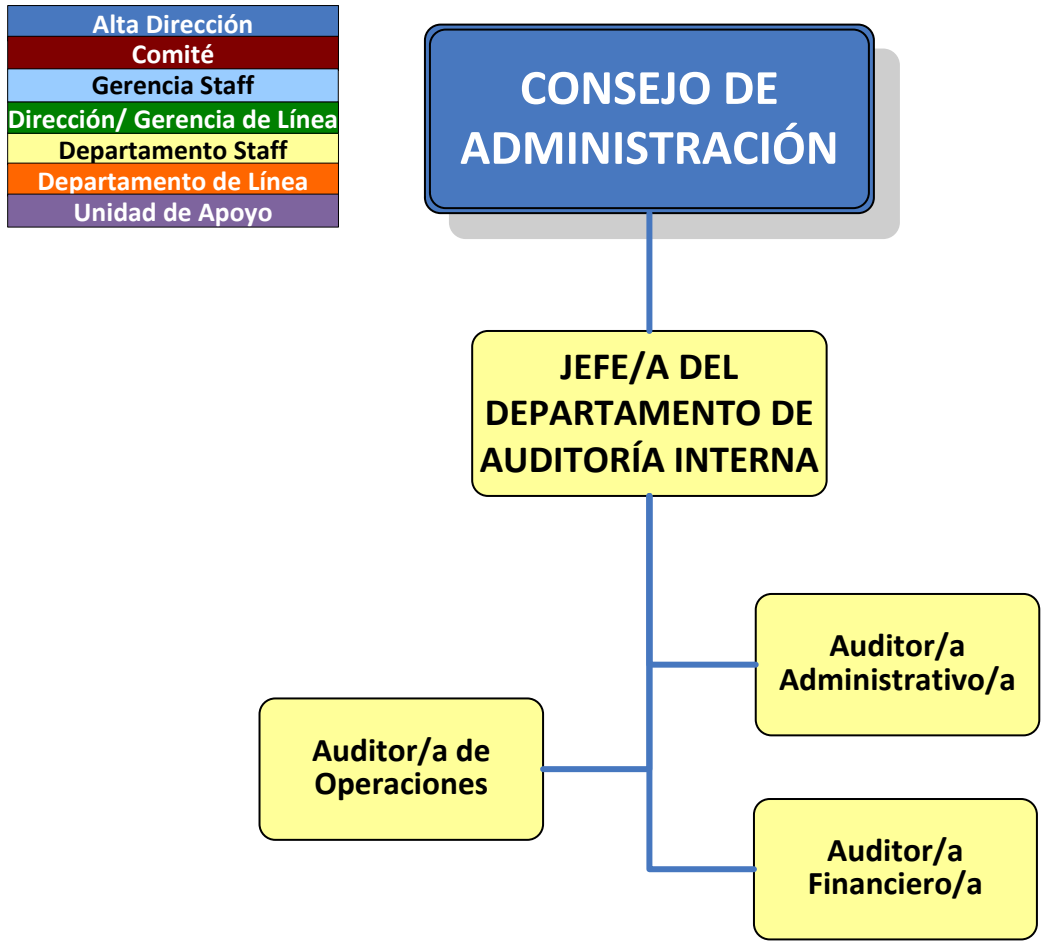 Alta Dirección
Comité
Gerencia Staff
Dirección/ Gerencia de Línea
Departamento Staff
Departamento de Línea
Unidad de Apoyo
CONSEJO DE
ADMINISTRACIÓN
JEFE/A DEL
DEPARTAMENTO DE
AUDITORÍA INTERNA
Auditor/a
Administrativo/a
Auditor/a de
Operaciones
Auditor/a
Financiero/a